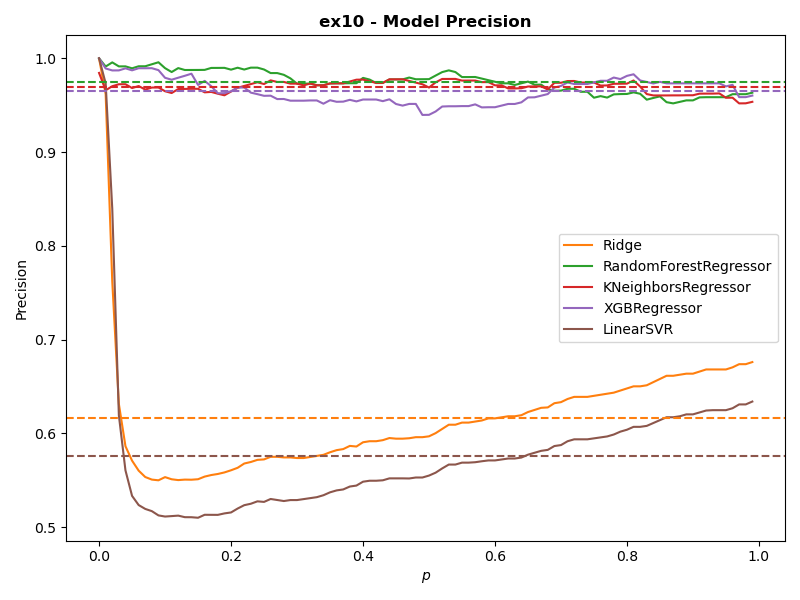 ex10 - Model Precision
Precision
1.0
0.9
0.8
0.7
0.6
0.5
Ridge
RandomForestRegressor
KNeighborsRegressor
XGBRegressor
LinearSVR
0.0 0.2 0.4 0.6 0.8 1.0
p